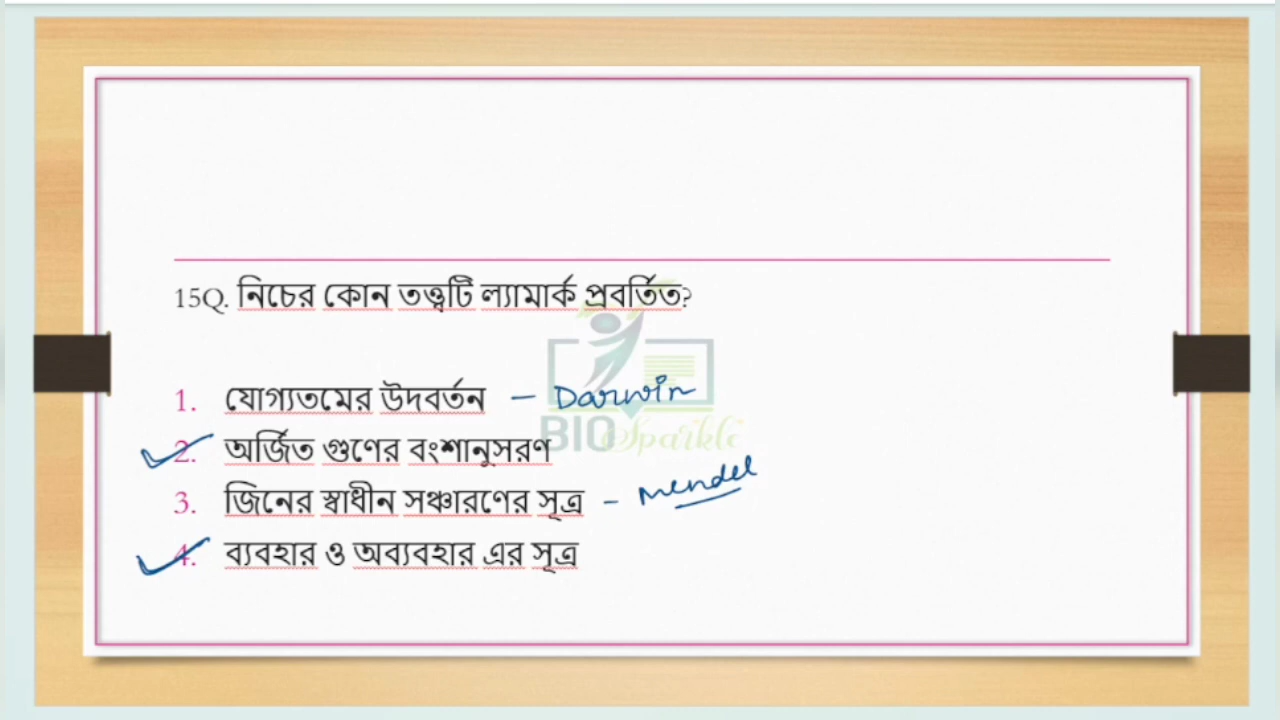 15Q. নিচের কোন তত্ত্বটি ল্যামার্ক প্রবর্তিত?
1. যোগ্যতমের উদবর্তন – Darwin
BIO Sparkle
2. অর্জিত গুণের বংশানুসরণ
3. জিনের স্বাধীন সঞ্চারণের সূত্র – Mendel
4. ব্যবহার ও অব্যবহার এর সূত্র